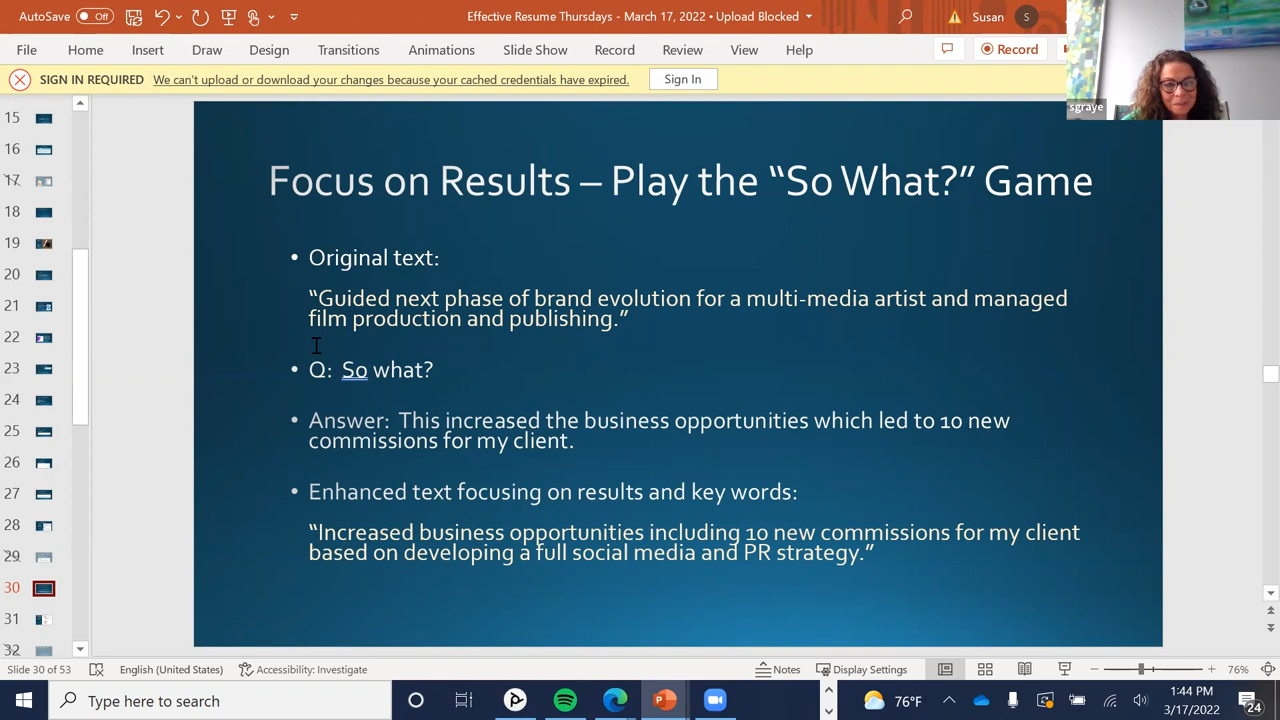 AutoSave Off Effective Resume Thursdays - March 17, 2022 • Upload Blocked Susan S
File Home Insert Draw Design Transitions Animations Slide Show Record Review View Help Record
SIGN IN REQUIRED We can't upload or download your changes because your cached credentials have expired. Sign In
sgraye
15
16
17
18
19
20
21
22
23
24
25
26
27
28
29
30
31
32
Focus on Results – Play the “So What?” Game
• Original text:
“Guided next phase of brand evolution for a multi-media artist and managed
film production and publishing.”
• Q: So what?
• Answer: This increased the business opportunities which led to 10 new
commissions for my client.
• Enhanced text focusing on results and key words:
“Increased business opportunities including 10 new commissions for my client
based on developing a full social media and PR strategy.”
Slide 30 of 53 English (United States) Accessibility: Investigate Notes Display Settings 76%
Type here to search 76°F 1:44 PM
3/17/2022 24